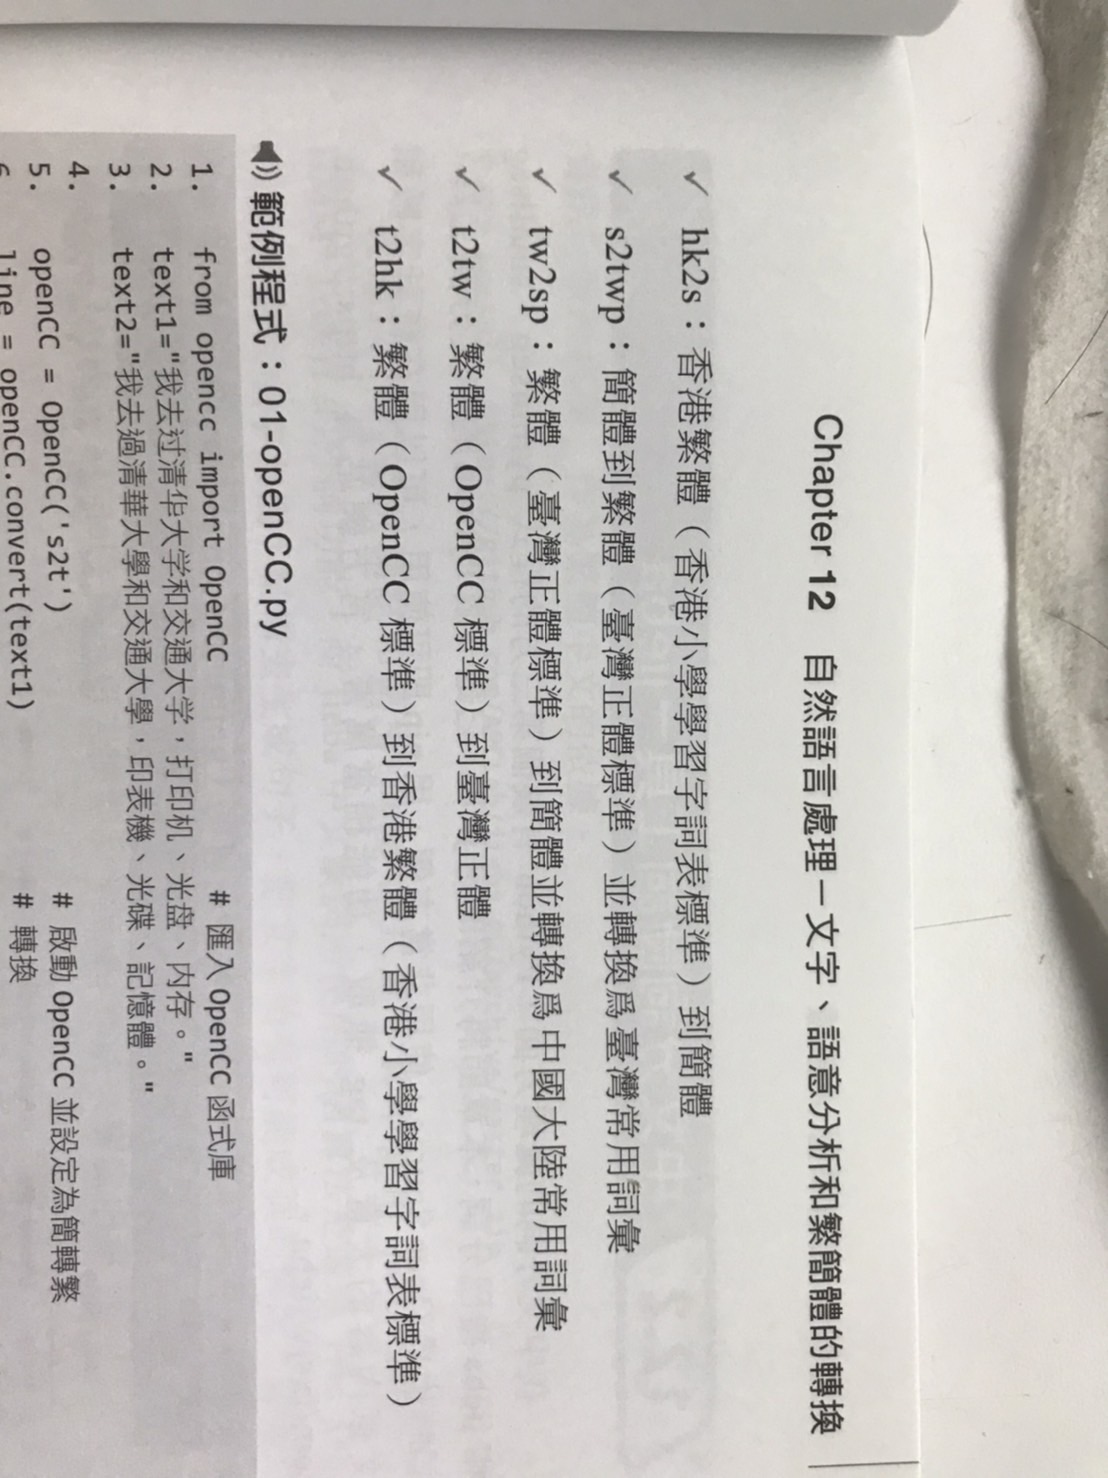 Chapter 12 自然語言處理－文字、語意分析和繁簡體的轉換
✓ hk2s：香港繁體（香港小學學習字詞表標準）到簡體
✓ s2twp：簡體到繁體（臺灣正體標準）並轉換爲臺灣常用詞彙
✓ tw2sp：繁體（臺灣正體標準）到簡體並轉換爲中國大陸常用詞彙
✓ t2tw：繁體（OpenCC 標準）到臺灣正體
✓ t2hk：繁體（OpenCC 標準）到香港繁體（香港小學學習字詞表標準）
範例程式：01-openCC.py
1. from opencc import OpenCC # 匯入 OpenCC 函式庫
2. text1="我去过清华大学和交通大学，打印机、光盘、内存。"
3. text2="我去過清華大學和交通大學，印表機、光碟、記憶體。"
4.
5. openCC = OpenCC('s2t') # 啟動 OpenCC 並設定為簡轉繁
6. line = openCC.convert(text1) # 轉換